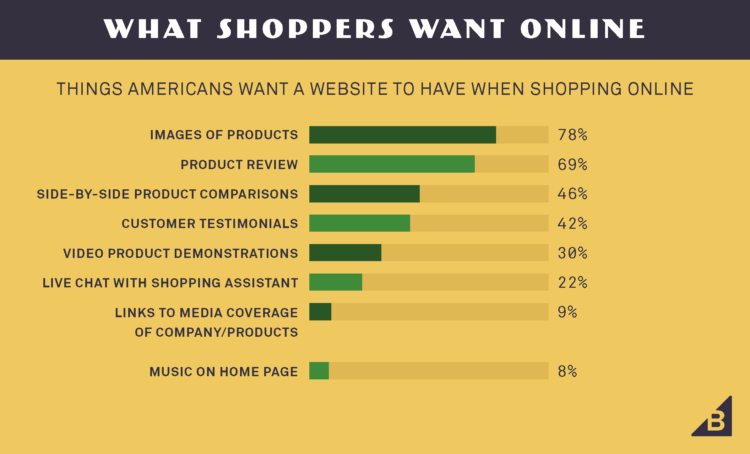 WHAT SHOPPERS WANT ONLINE
THINGS AMERICANS WANT A WEBSITE TO HAVE WHEN SHOPPING ONLINE
IMAGES OF PRODUCTS 78%
PRODUCT REVIEW 69%
SIDE-BY-SIDE PRODUCT COMPARISONS 46%
CUSTOMER TESTIMONIALS 42%
VIDEO PRODUCT DEMONSTRATIONS 30%
LIVE CHAT WITH SHOPPING ASSISTANT 22%
LINKS TO MEDIA COVERAGE 9%
OF COMPANY/PRODUCTS
MUSIC ON HOME PAGE 8%
B